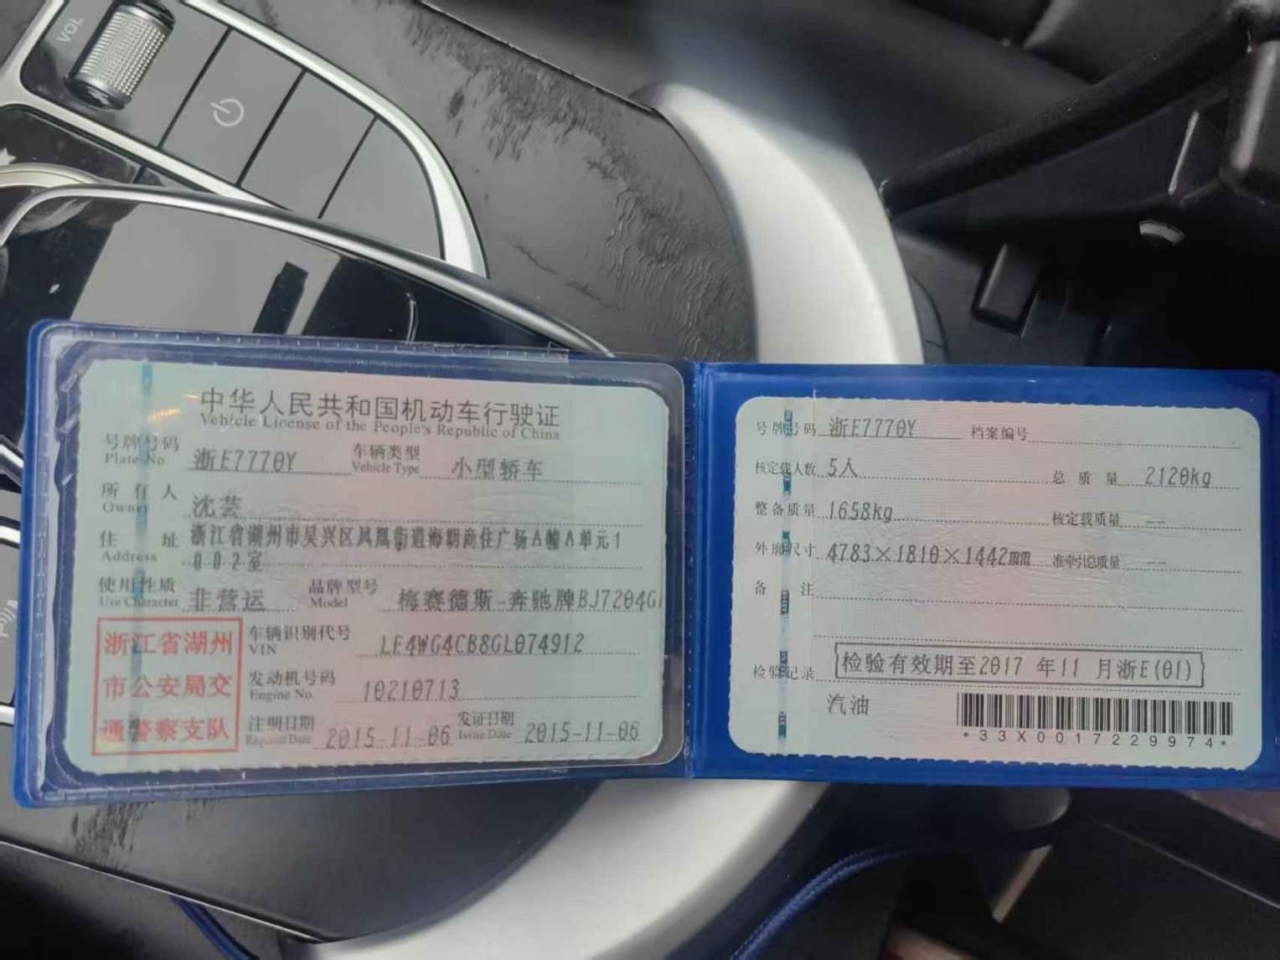 VOL
中华人民共和国机动车行驶证
Vehicle License of the People's Republic of China
号牌号码 浙E7770Y 车辆类型 小型轿车
Plate No. Vehicle Type
所有人 沈芸
Owner
住址 浙江省湖州市吴兴区凤凰街道海明商住广场A幢A单元1
Address 002室
使用性质 非营运 品牌型号 梅赛德斯-奔驰牌BJ7204G
Use Character Model
浙江省湖州
市公安局交
通警察支队
车辆识别代号 LE4WG4CB8GL074912
VIN
发动机号码 10210713
Engine No.
注册日期 2015-11-06 发证日期 2015-11-06
Register Date Issue Date
号牌号码 浙E7770Y 档案编号
核定载人数 5人 总质量 2120kg
整备质量 1658kg 核定载质量 --
外廓尺寸 4783×1810×1442mm 准牵引总质量 --
备注
检验记录 检验有效期至2017 年11 月浙E(01)
汽油
*33X0017229974*